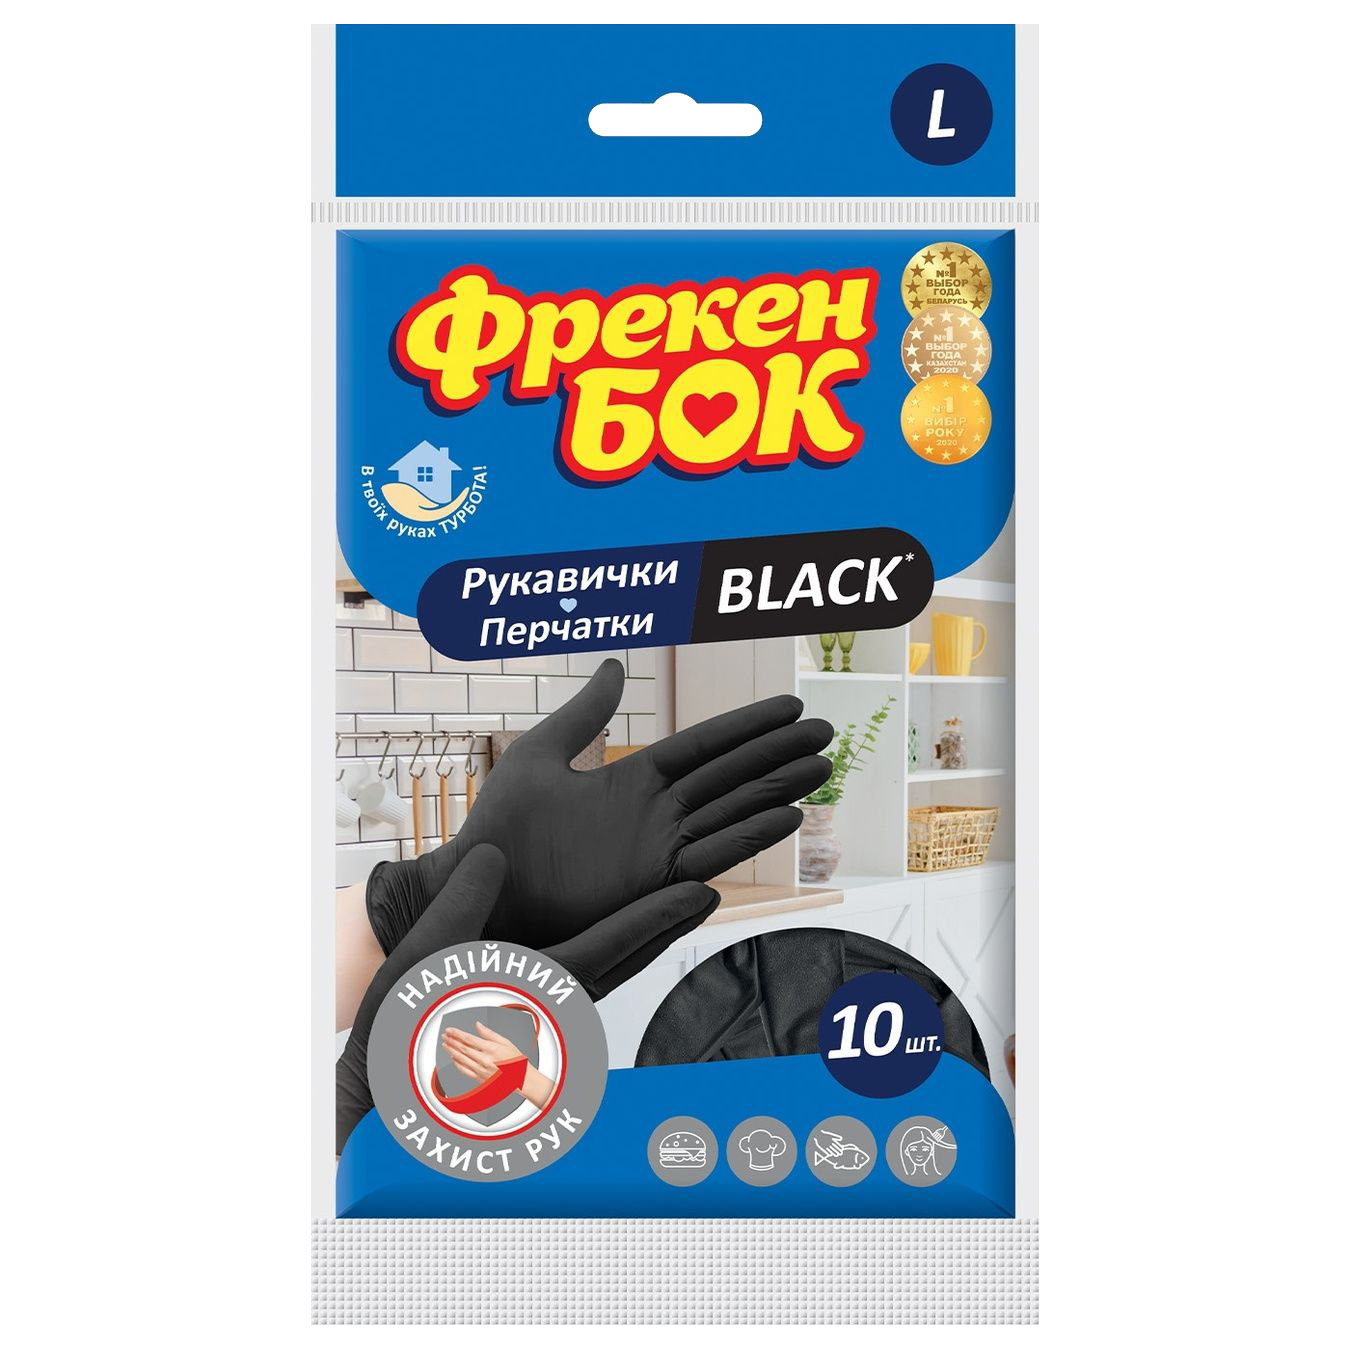 L
Фрекен
БОК
№1
ВЫБОР
ГОДА
БЕЛАРУСЬ
№1
ВЫБОР
ГОДА
КАЗАХСТАН
2020
№1
ВИБІР
РОКУ
2020
В твоїх руках ТУРБОТА!
Рукавички
Перчатки
BLACK*
НАДІЙНИЙ
ЗАХИСТ РУК
10 шт.